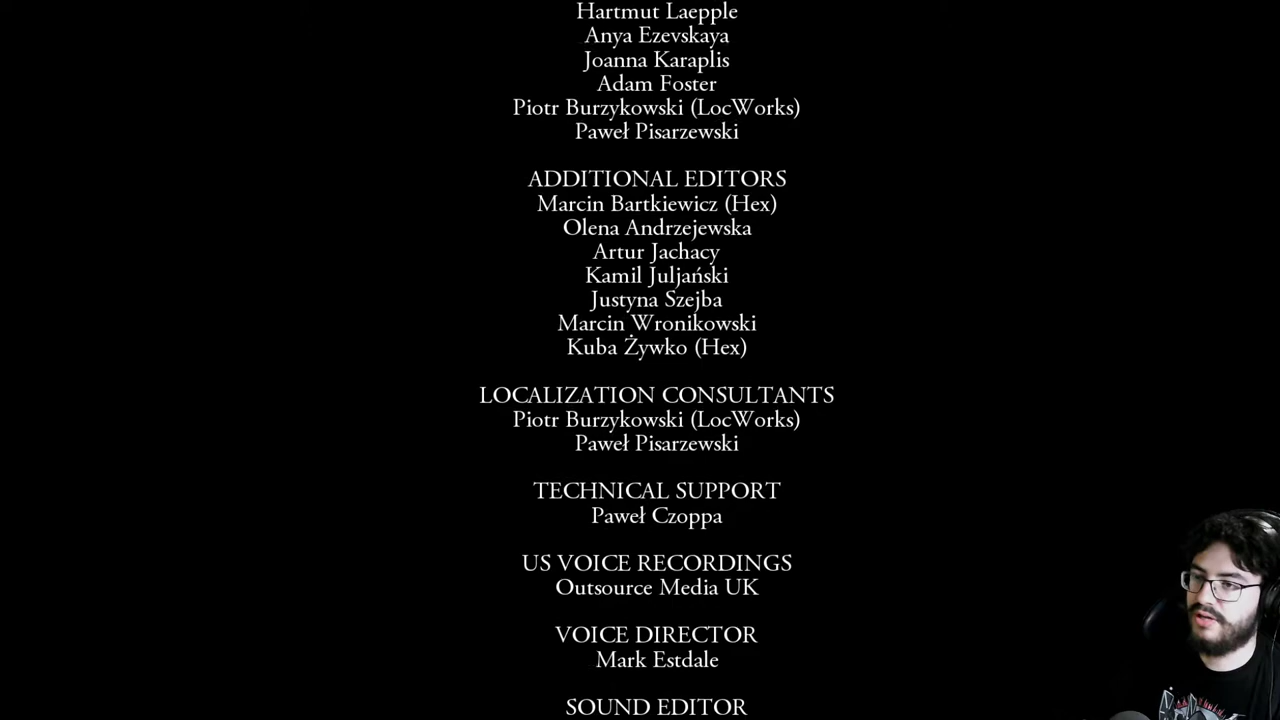 Hartmut Laepple
Anya Ezevskaya
Joanna Karaplis
Adam Foster
Piotr Burzykowski (LocWorks)
Paweł Pisarzewski
ADDITIONAL EDITORS
Marcin Bartkiewicz (Hex)
Olena Andrzejewska
Artur Jachacy
Kamil Juljański
Justyna Szejba
Marcin Wronikowski
Kuba Żywko (Hex)
LOCALIZATION CONSULTANTS
Piotr Burzykowski (LocWorks)
Paweł Pisarzewski
TECHNICAL SUPPORT
Paweł Czoppa
US VOICE RECORDINGS
Outsource Media UK
VOICE DIRECTOR
Mark Estdale
SOUND EDITOR